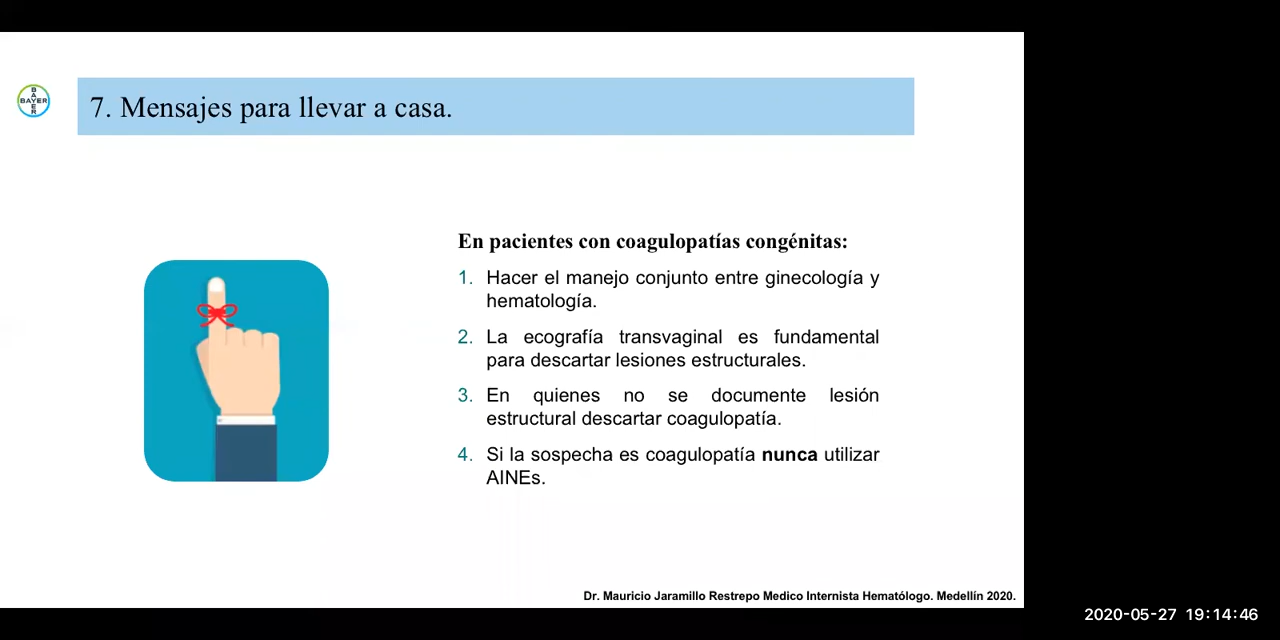 BAYER
BAYER
7. Mensajes para llevar a casa.
En pacientes con coagulopatías congénitas:
1. Hacer el manejo conjunto entre ginecología y
hematología.
2. La ecografía transvaginal es fundamental
para descartar lesiones estructurales.
3. En quienes no se documente lesión
estructural descartar coagulopatía.
4. Si la sospecha es coagulopatía nunca utilizar
AINEs.
Dr. Mauricio Jaramillo Restrepo Medico Internista Hematólogo. Medellín 2020.
2020-05-27 19:14:46